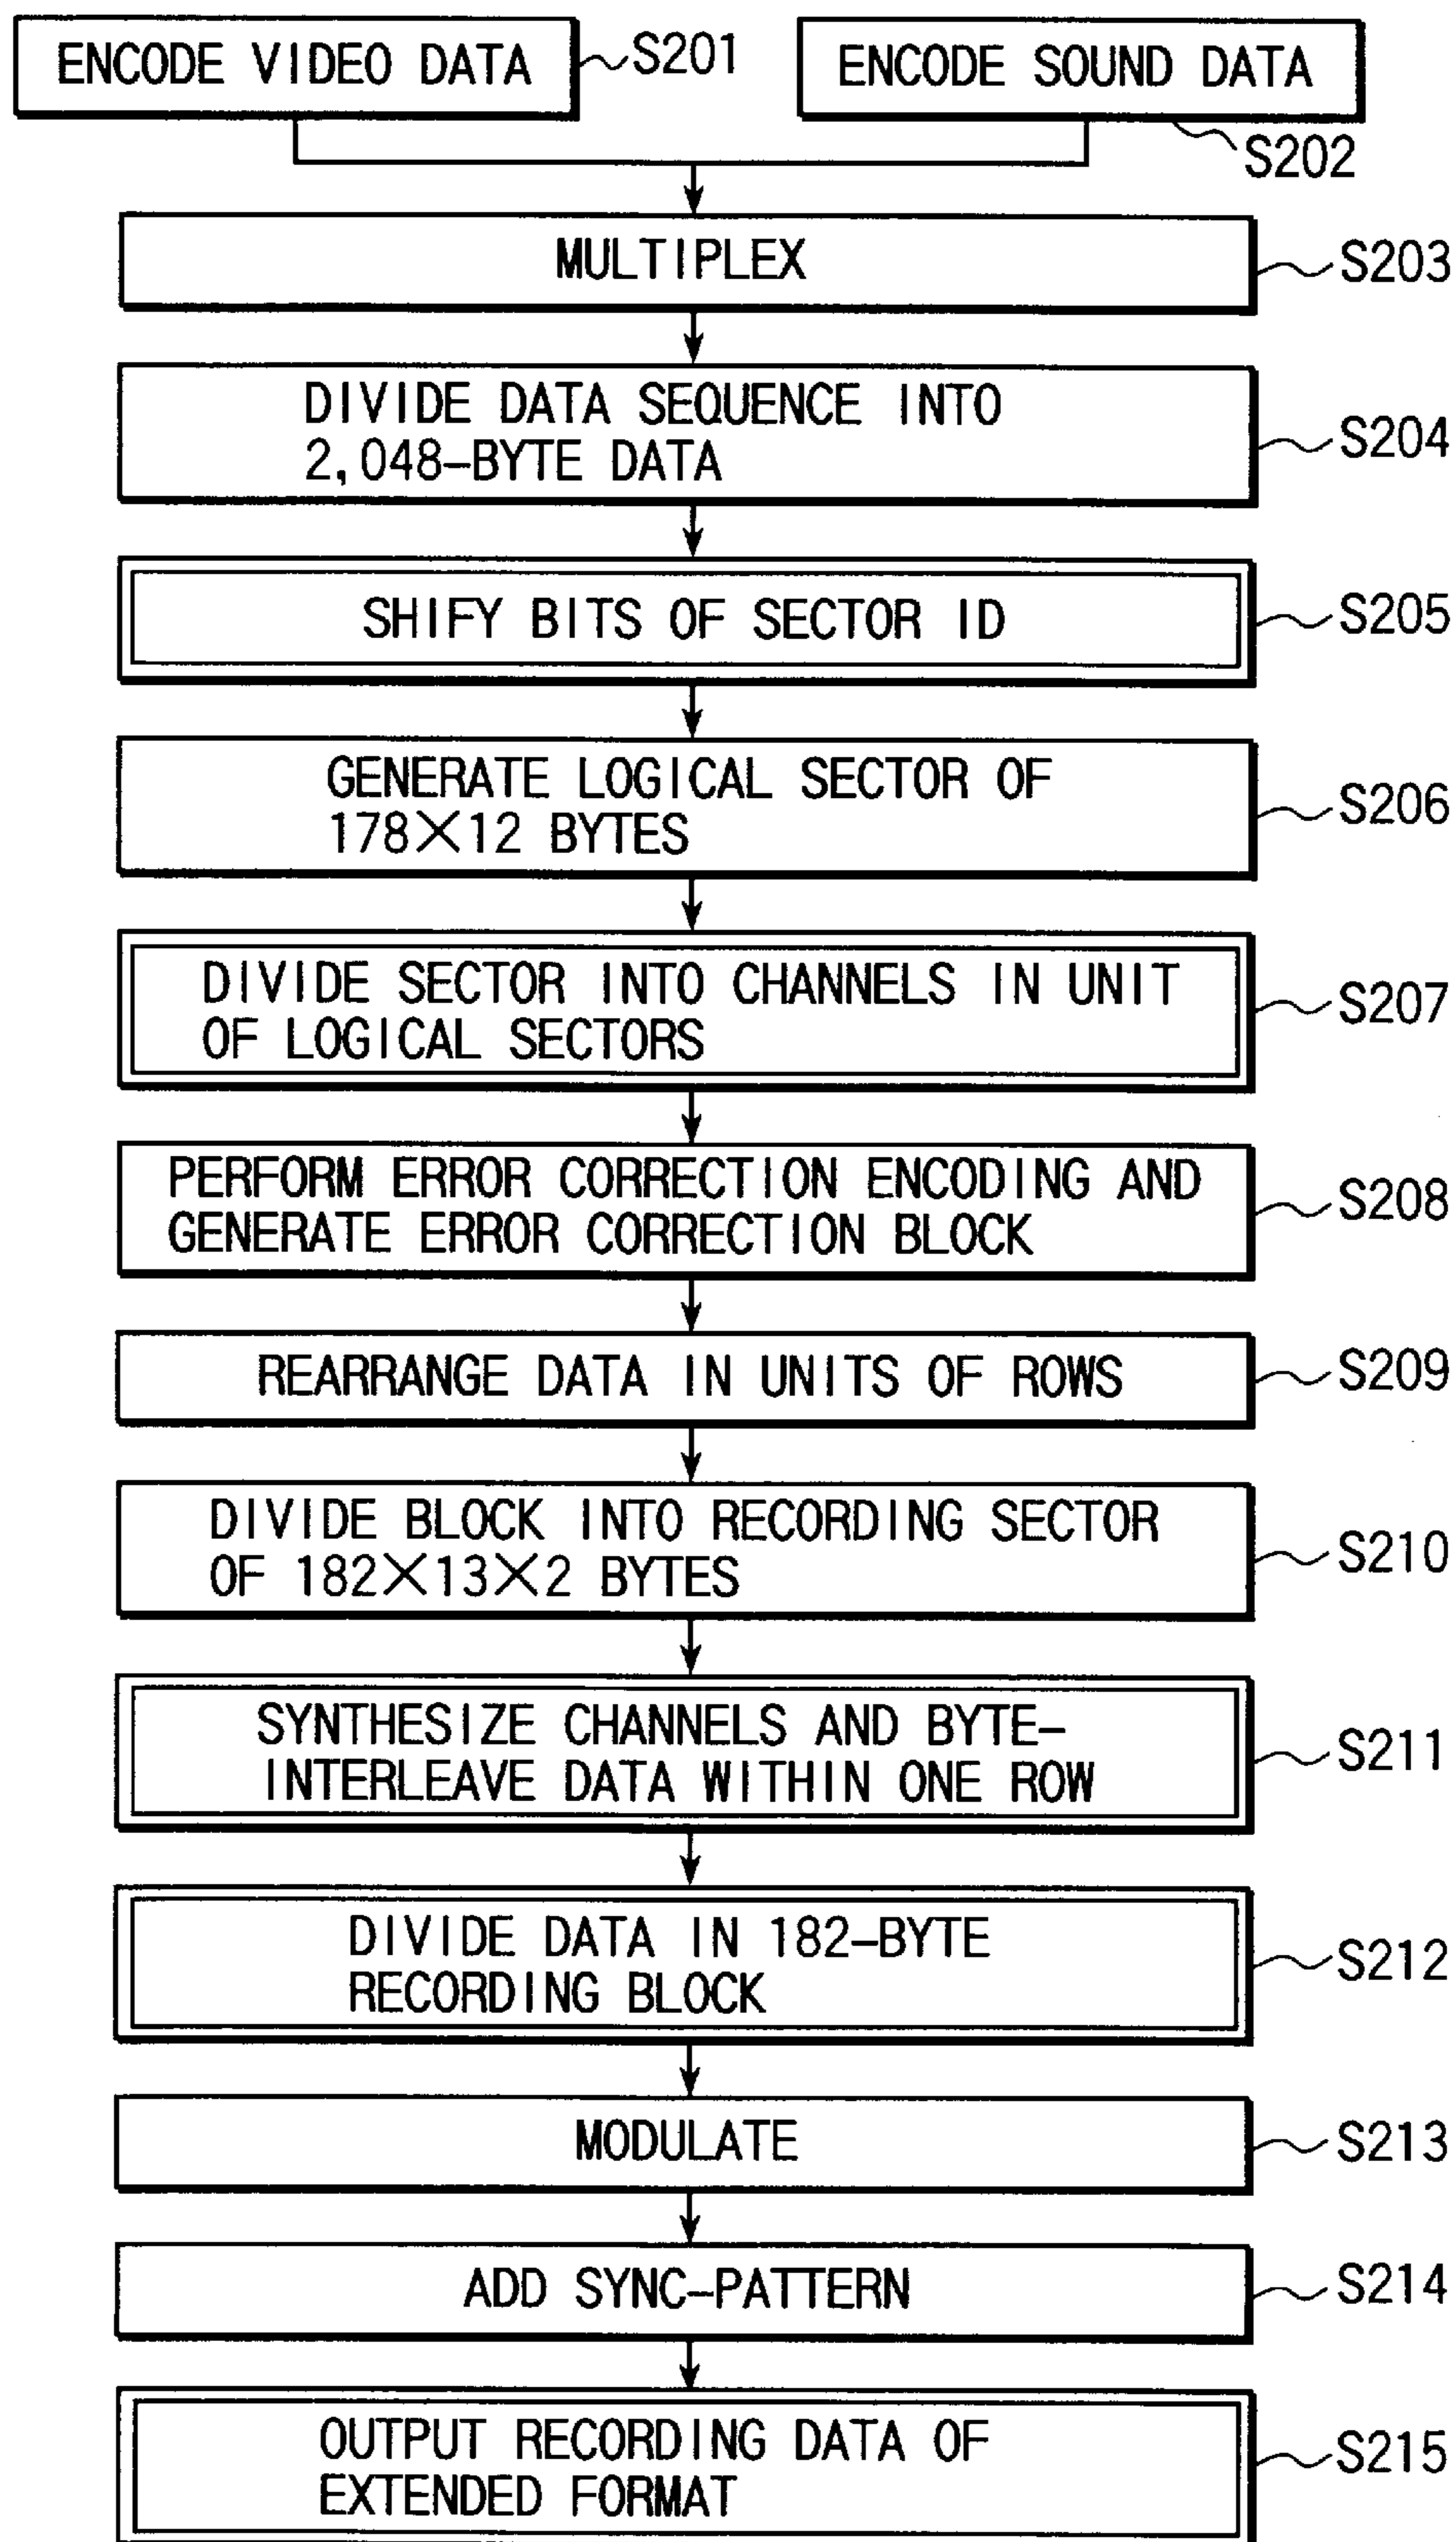 ENCODE VIDEO DATA
S201
ENCODE SOUND DATA
S202
MULTIPLEX
S203
DIVIDE DATA SEQUENCE INTO
2,048-BYTE DATA
S204
SHIFY BITS OF SECTOR ID
S205
GENERATE LOGICAL SECTOR OF
178×12 BYTES
S206
DIVIDE SECTOR INTO CHANNELS IN UNIT
OF LOGICAL SECTORS
S207
PERFORM ERROR CORRECTION ENCODING AND
GENERATE ERROR CORRECTION BLOCK
S208
REARRANGE DATA IN UNITS OF ROWS
S209
DIVIDE BLOCK INTO RECORDING SECTOR
OF 182×13×2 BYTES
S210
SYNTHESIZE CHANNELS AND BYTE-
INTERLEAVE DATA WITHIN ONE ROW
S211
DIVIDE DATA IN 182-BYTE
RECORDING BLOCK
S212
MODULATE
S213
ADD SYNC-PATTERN
S214
OUTPUT RECORDING DATA OF
EXTENDED FORMAT
S215